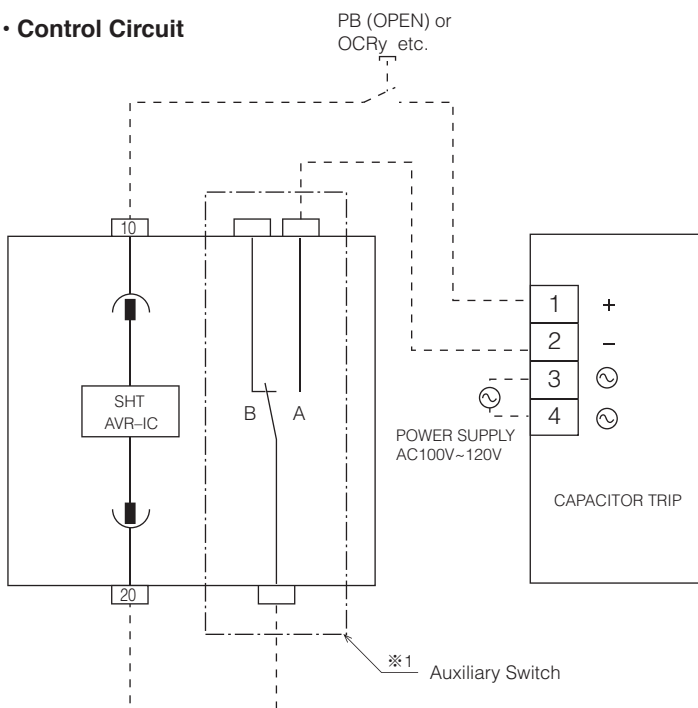 • Control Circuit
PB (OPEN) or
OCRy etc.
10
1
+
2
–
3
4
SHT
AVR–IC
B
A
POWER SUPPLY
AC100V~120V
CAPACITOR TRIP
20
※1
Auxiliary Switch